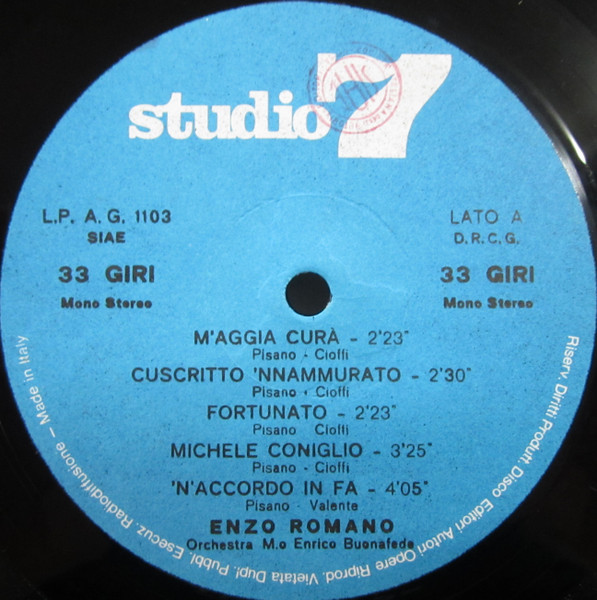 studio 7
L.P. A. G. 1103
SIAE
LATO A
D.R.C.G.
33 GIRI
Mono Stereo
33 GIRI
Mono Stereo
M'AGGIA CURÀ - 2'23"
Pisano - Cioffi
CUSCRITTO 'NNAMMURATO - 2'30"
Pisano - Cioffi
FORTUNATO - 2'23"
Pisano Cioffi
MICHELE CONIGLIO - 3'25"
Pisano - Cioffi
'N'ACCORDO IN FA - 4'05"
Pisano - Valente
ENZO ROMANO
Orchestra M.o Enrico Buonafede
Riserv. Diritti Produtt. Disco Editori Autori Opere Riprod. Vietata Dupl. Pubbl. Esecuz. Radiodiffusione - Made in Italy